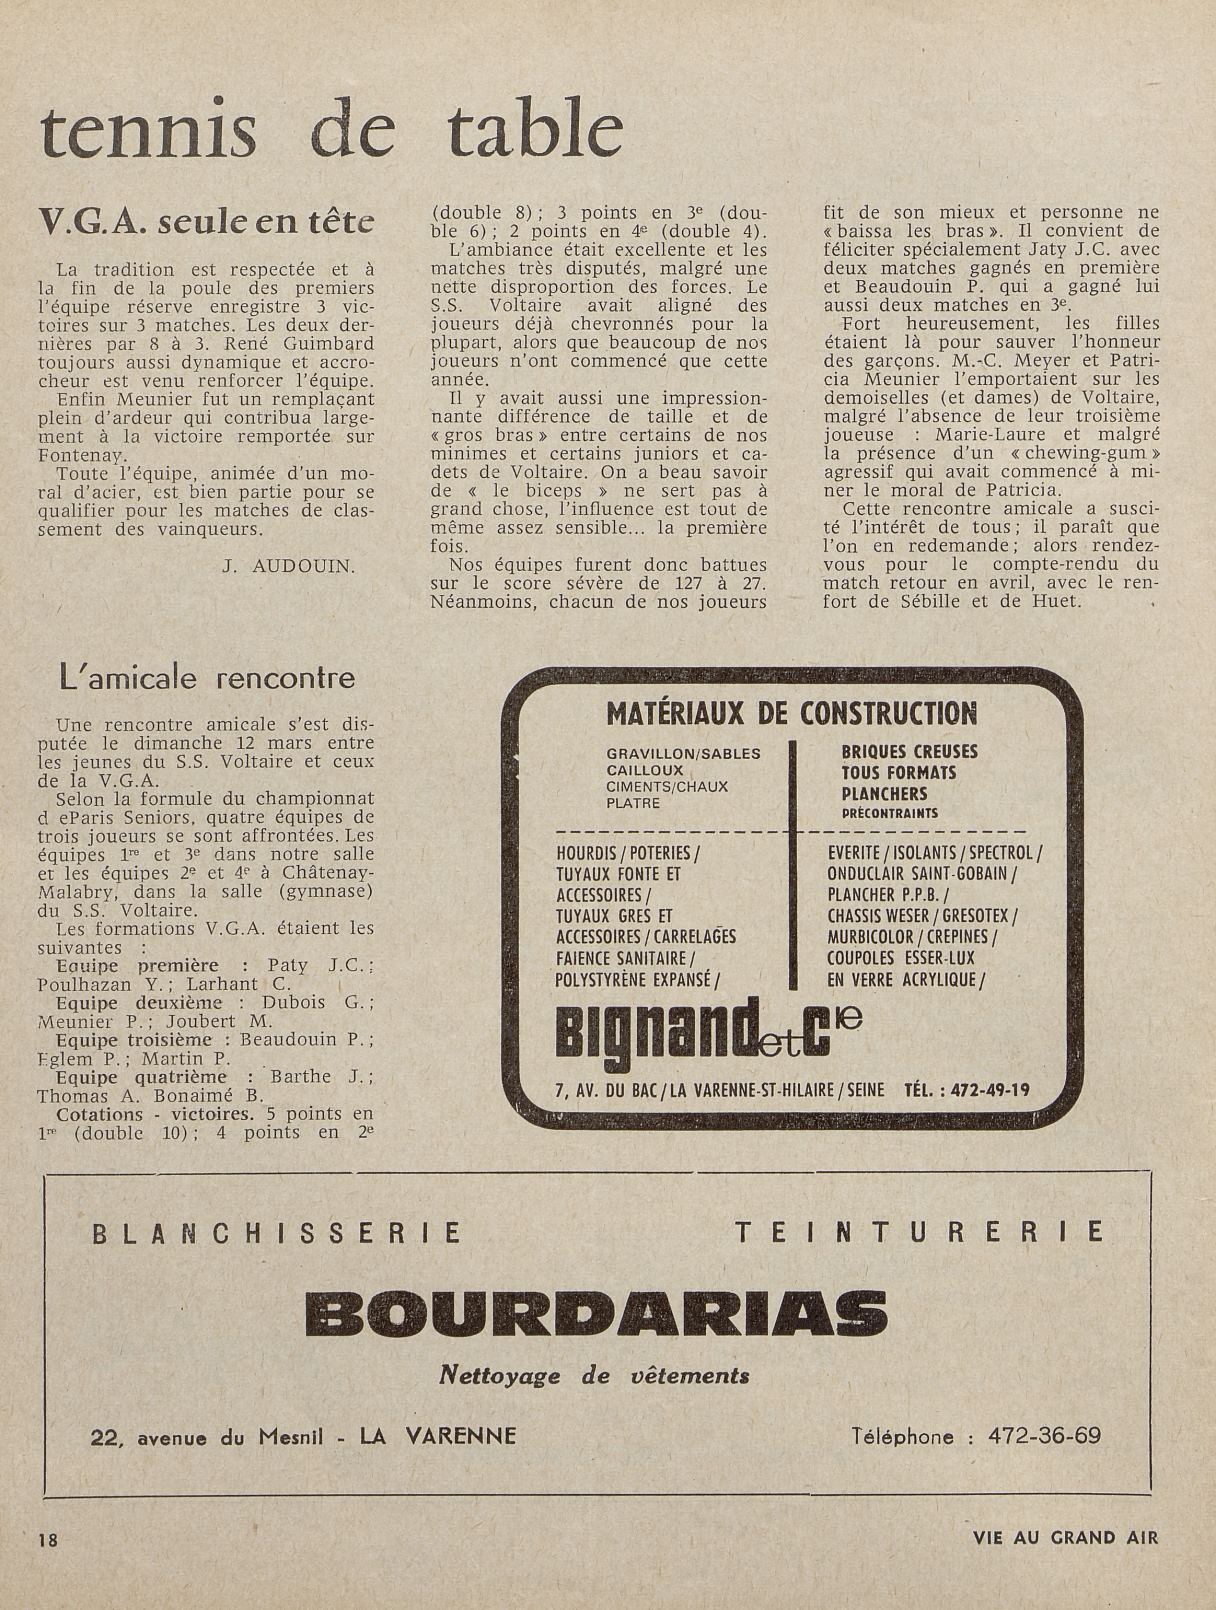 tennis de table
V.G.A. seule en tête
La tradition est respectée et à
la fin de la poule des premiers
l'équipe réserve enregistre 3 vic-
toires sur 3 matches. Les deux der-
nières par 8 à 3. René Guimbard
toujours aussi dynamique et accro-
cheur est venu renforcer l'équipe.
Enfin Meunier fut un remplaçant
plein d'ardeur qui contribua large-
ment à la victoire remportée sur
Fontenay.
Toute l'équipe, animée d'un mo-
ral d'acier, est bien partie pour se
qualifier pour les matches de clas-
sement des vainqueurs.
J. AUDOUIN.
L'amicale rencontre
Une rencontre amicale s'est dis-
putée le dimanche 12 mars entre
les jeunes du S.S. Voltaire et ceux
de la V.G.A.
Selon la formule du championnat
d eParis Seniors, quatre équipes de
trois joueurs se sont affrontées. Les
équipes 1re et 3e dans notre salle
et les équipes 2e et 4e à Châtenay-
Malabry, dans la salle (gymnase)
du S.S. Voltaire.
Les formations V.G.A. étaient les
suivantes :
Equipe première : Paty J.C. ;
Poulhazan Y. ; Larhant C.
Equipe deuxième : Dubois G. ;
Meunier P. ; Joubert M.
Equipe troisième : Beaudouin P. ;
Eglem P. ; Martin P.
Equipe quatrième : Barthe J. ;
Thomas A. Bonaimé B.
Cotations - victoires. 5 points en
1re (double 10) ; 4 points en 2e
(double 8) ; 3 points en 3e (dou-
ble 6) ; 2 points en 4e (double 4).
L'ambiance était excellente et les
matches très disputés, malgré une
nette disproportion des forces. Le
S.S. Voltaire avait aligné des
joueurs déjà chevronnés pour la
plupart, alors que beaucoup de nos
joueurs n'ont commencé que cette
année.
Il y avait aussi une impression-
nante différence de taille et de
« gros bras » entre certains de nos
minimes et certains juniors et ca-
dets de Voltaire. On a beau savoir
de « le biceps » ne sert pas à
grand chose, l'influence est tout de
même assez sensible... la première
fois.
Nos équipes furent donc battues
sur le score sévère de 127 à 27.
Néanmoins, chacun de nos joueurs
fit de son mieux et personne ne
« baissa les bras ». Il convient de
féliciter spécialement Jaty J.C. avec
deux matches gagnés en première
et Beaudouin P. qui a gagné lui
aussi deux matches en 3e.
Fort heureusement, les filles
étaient là pour sauver l'honneur
des garçons. M.-C. Meyer et Patri-
cia Meunier l'emportaient sur les
demoiselles (et dames) de Voltaire,
malgré l'absence de leur troisième
joueuse : Marie-Laure et malgré
la présence d'un « chewing-gum »
agressif qui avait commencé à mi-
ner le moral de Patricia.
Cette rencontre amicale a susci-
té l'intérêt de tous ; il paraît que
l'on en redemande ; alors rendez-
vous pour le compte-rendu du
match retour en avril, avec le ren-
fort de Sébille et de Huet.
MATÉRIAUX DE CONSTRUCTION
GRAVILLON/SABLES
CAILLOUX
CIMENTS/CHAUX
PLATRE
BRIQUES CREUSES
TOUS FORMATS
PLANCHERS
PRÉCONTRAINTS
HOURDIS / POTERIES /
TUYAUX FONTE ET
ACCESSOIRES /
TUYAUX GRES ET
ACCESSOIRES / CARRELAGES
FAIENCE SANITAIRE /
POLYSTYRÈNE EXPANSÉ /
EVERITE / ISOLANTS / SPECTROL /
ONDUCLAIR SAINT-GOBAIN /
PLANCHER P.P.B. /
CHASSIS WESER / GRESOTEX /
MURBICOLOR / CREPINES /
COUPOLES ESSER-LUX
EN VERRE ACRYLIQUE /
Bignand et Cie
7, AV. DU BAC / LA VARENNE-ST-HILAIRE / SEINE TÉL. : 472-49-19
BLANCHISSERIE TEINTURERIE
BOURDARIAS
Nettoyage de vêtements
22, avenue du Mesnil - LA VARENNE Téléphone : 472-36-69
18 VIE AU GRAND AIR